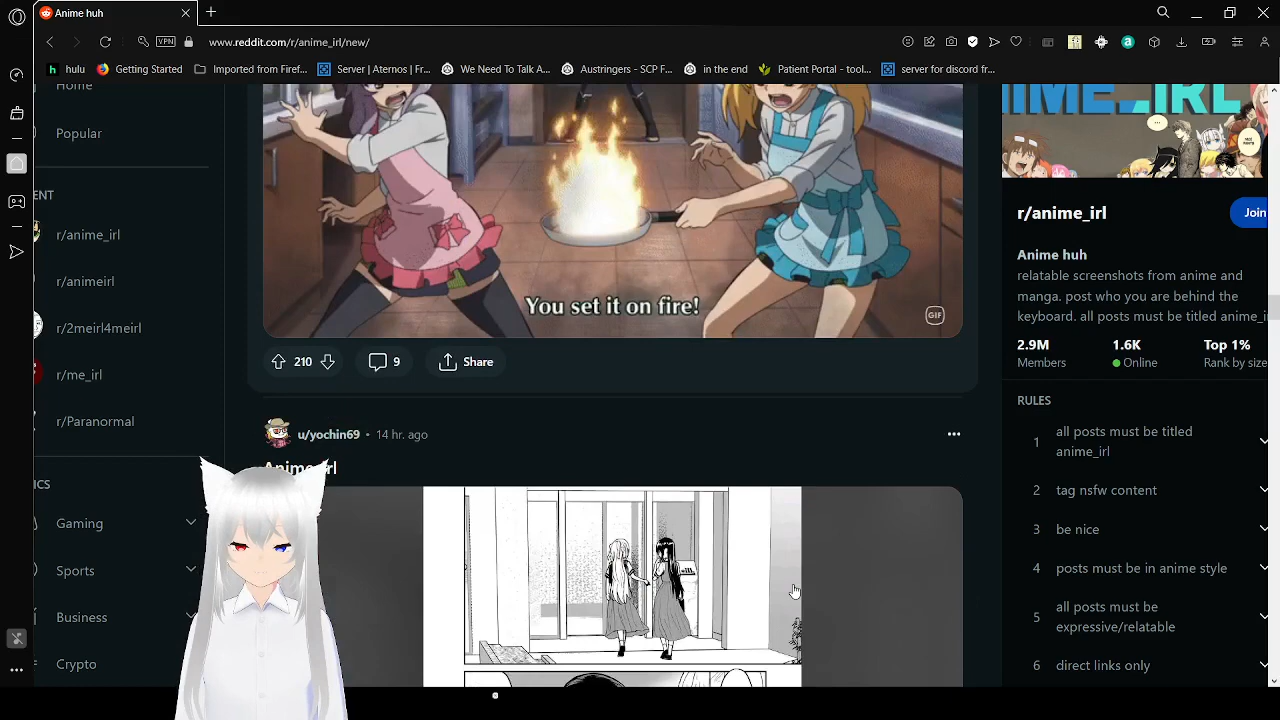 Anime huh
VPN
www.reddit.com/r/anime_irl/new/
hulu
Getting Started
Imported from Firef...
Server | Aternos | Fr...
We Need To Talk A...
Austringers - SCP F...
in the end
Patient Portal - tool...
server for discord fr...
Home
Popular
ENT
r/anime_irl
r/animeirl
r/2meirl4meirl
r/me_irl
r/Paranormal
ICS
Gaming
Sports
Business
Crypto
You set it on fire!
GIF
210
9
Share
u/yochin69 • 14 hr. ago
Anime irl
r/anime_irl
Join
Anime huh
relatable screenshots from anime and
manga. post who you are behind the
keyboard. all posts must be titled anime_i
2.9M
1.6K
Top 1%
Members
Online
Rank by size
RULES
1 all posts must be titled
anime_irl
2 tag nsfw content
3 be nice
4 posts must be in anime style
5 all posts must be
expressive/relatable
6 direct links only